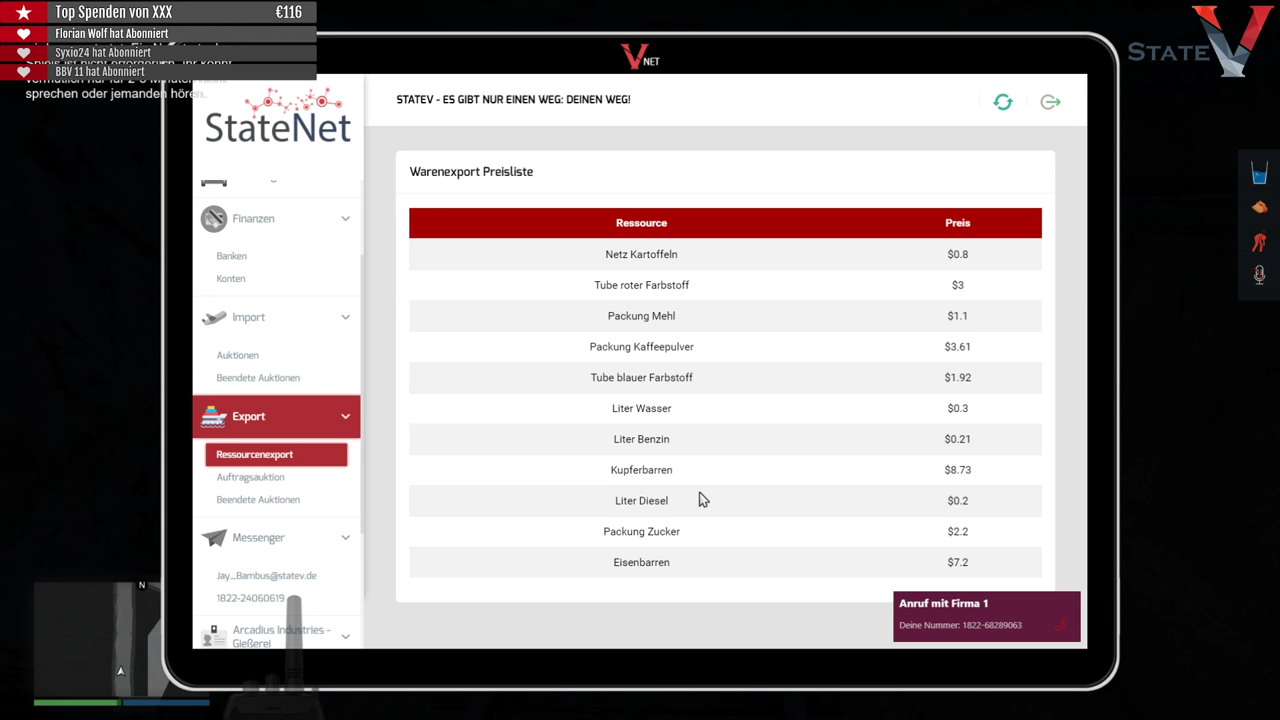 Top Spenden von XXX €116
Florian Wolf hat Abonniert
Syxio24 hat Abonniert
BBV 11 hat Abonniert
sprechen oder jemanden hören.
V NET
STATEV
StateNet
STATEV - ES GIBT NUR EINEN WEG: DEINEN WEG!
Finanzen
Banken
Konten
Import
Auktionen
Beendete Auktionen
Export
Ressourcenexport
Auftragsauktion
Beendete Auktionen
Messenger
Jay_Bambus@statev.de
1822-24060619
Arcadius Industries -
Gießerei
Warenexport Preisliste
Ressource Preis
Netz Kartoffeln $0.8
Tube roter Farbstoff $3
Packung Mehl $1.1
Packung Kaffeepulver $3.61
Tube blauer Farbstoff $1.92
Liter Wasser $0.3
Liter Benzin $0.21
Kupferbarren $8.73
Liter Diesel $0.2
Packung Zucker $2.2
Eisenbarren $7.2
Anruf mit Firma 1
Deine Nummer: 1822-68289063
N